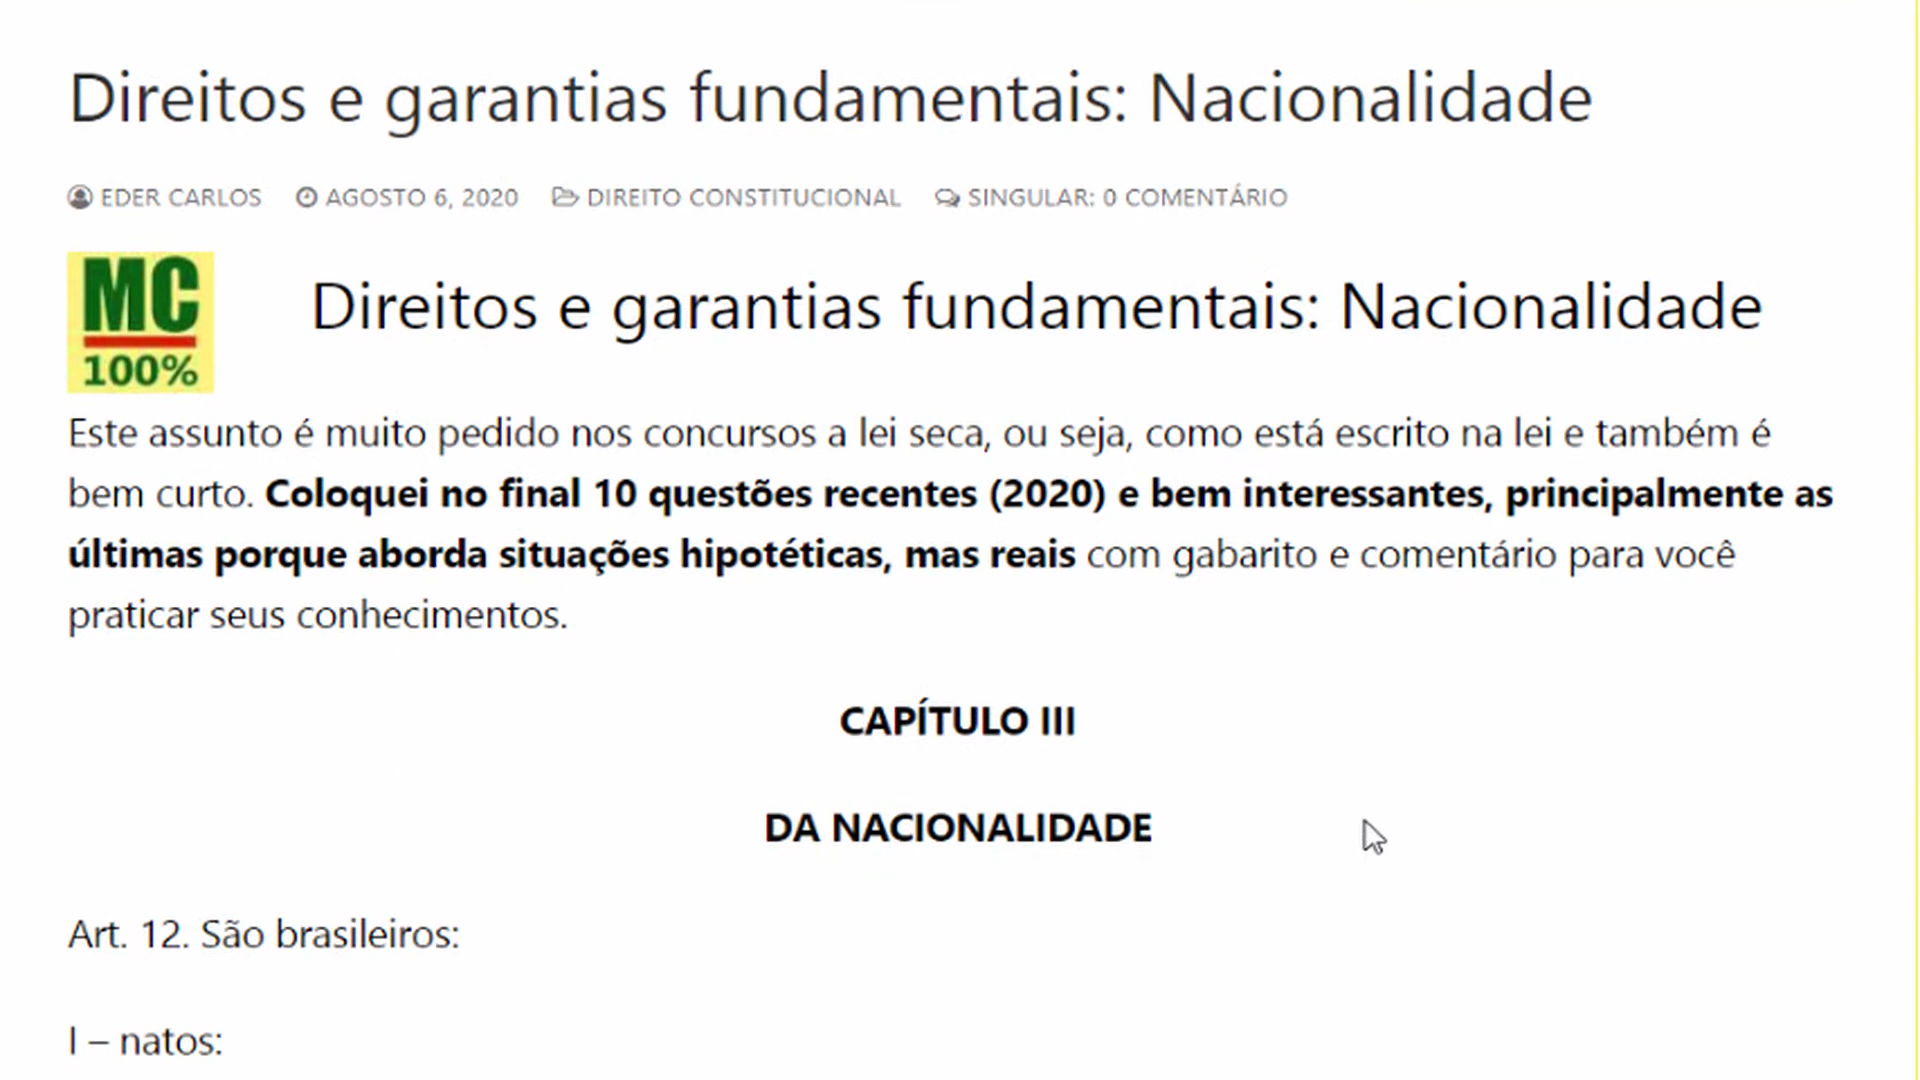 Direitos e garantias fundamentais: Nacionalidade
EDER CARLOS AGOSTO 6, 2020 DIREITO CONSTITUCIONAL SINGULAR: 0 COMENTÁRIO
MC
100%
Direitos e garantias fundamentais: Nacionalidade
Este assunto é muito pedido nos concursos a lei seca, ou seja, como está escrito na lei e também é
bem curto. Coloquei no final 10 questões recentes (2020) e bem interessantes, principalmente as
últimas porque aborda situações hipotéticas, mas reais com gabarito e comentário para você
praticar seus conhecimentos.
CAPÍTULO III
DA NACIONALIDADE
Art. 12. São brasileiros:
I – natos: